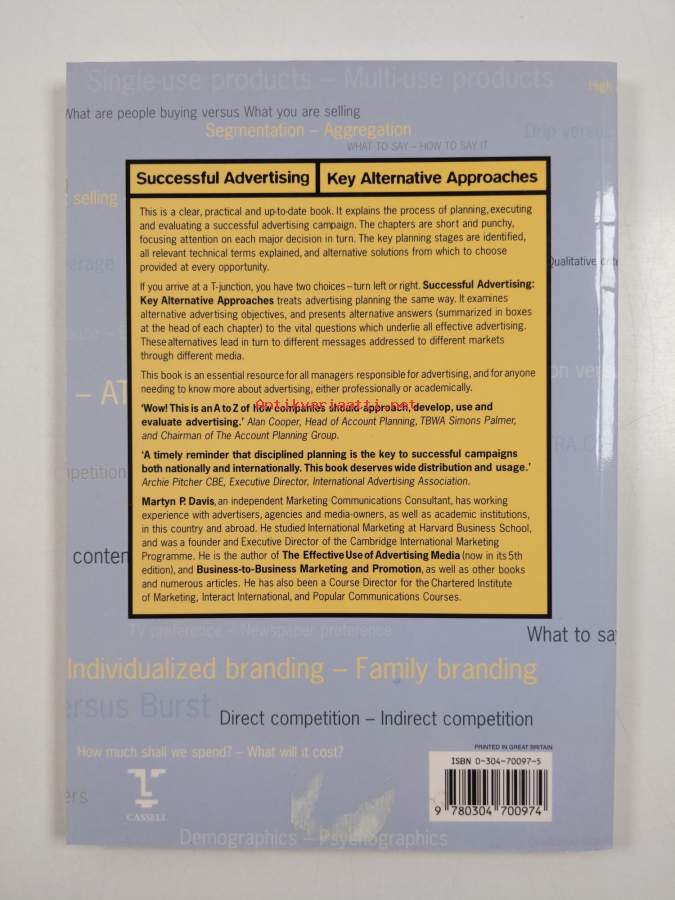 Single-use products – Multi-use products
What are people buying versus What you are selling
Segmentation – Aggregation
Drip versus
WHAT TO SAY – HOW TO SAY IT
Successful Advertising Key Alternative Approaches
selling
This is a clear, practical and up-to-date book. It explains the process of planning, executing
and evaluating a successful advertising campaign. The chapters are short and punchy,
focusing attention on each major decision in turn. The key planning stages are identified,
all relevant technical terms explained, and alternative solutions from which to choose
provided at every opportunity.
Qualitative
If you arrive at a T-junction, you have two choices – turn left or right. Successful Advertising:
Key Alternative Approaches treats advertising planning the same way. It examines
alternative advertising objectives, and presents alternative answers (summarized in boxes
at the head of each chapter) to the vital questions which underlie all effective advertising.
These alternatives lead in turn to different messages addressed to different markets
through different media.
This book is an essential resource for all managers responsible for advertising, and for anyone
needing to know more about advertising, either professionally or academically.
– AT
Antikvariaatti.net
'Wow! This is an A to Z of how companies should approach, develop, use and
evaluate advertising.' Alan Cooper, Head of Account Planning, TBWA Simons Palmer,
and Chairman of The Account Planning Group.
'A timely reminder that disciplined planning is the key to successful campaigns
both nationally and internationally. This book deserves wide distribution and usage.'
Archie Pitcher CBE, Executive Director, International Advertising Association.
Martyn P. Davis, an independent Marketing Communications Consultant, has working
experience with advertisers, agencies and media-owners, as well as academic institutions,
in this country and abroad. He studied International Marketing at Harvard Business School,
and was a founder and Executive Director of the Cambridge International Marketing
Programme. He is the author of The Effective Use of Advertising Media (now in its 5th
edition), and Business-to-Business Marketing and Promotion, as well as other books
and numerous articles. He has also been a Course Director for the Chartered Institute
of Marketing, Interact International, and Popular Communications Courses.
conten
TV preference – Newspaper preference
What to sa
Individualized branding – Family branding
ersus Burst
Direct competition – Indirect competition
How much shall we spend? – What will it cost?
PRINTED IN GREAT BRITAIN
ISBN 0-304-70097-5
9 780304 700974
ers
CASSELL
Demographics – Psychographics